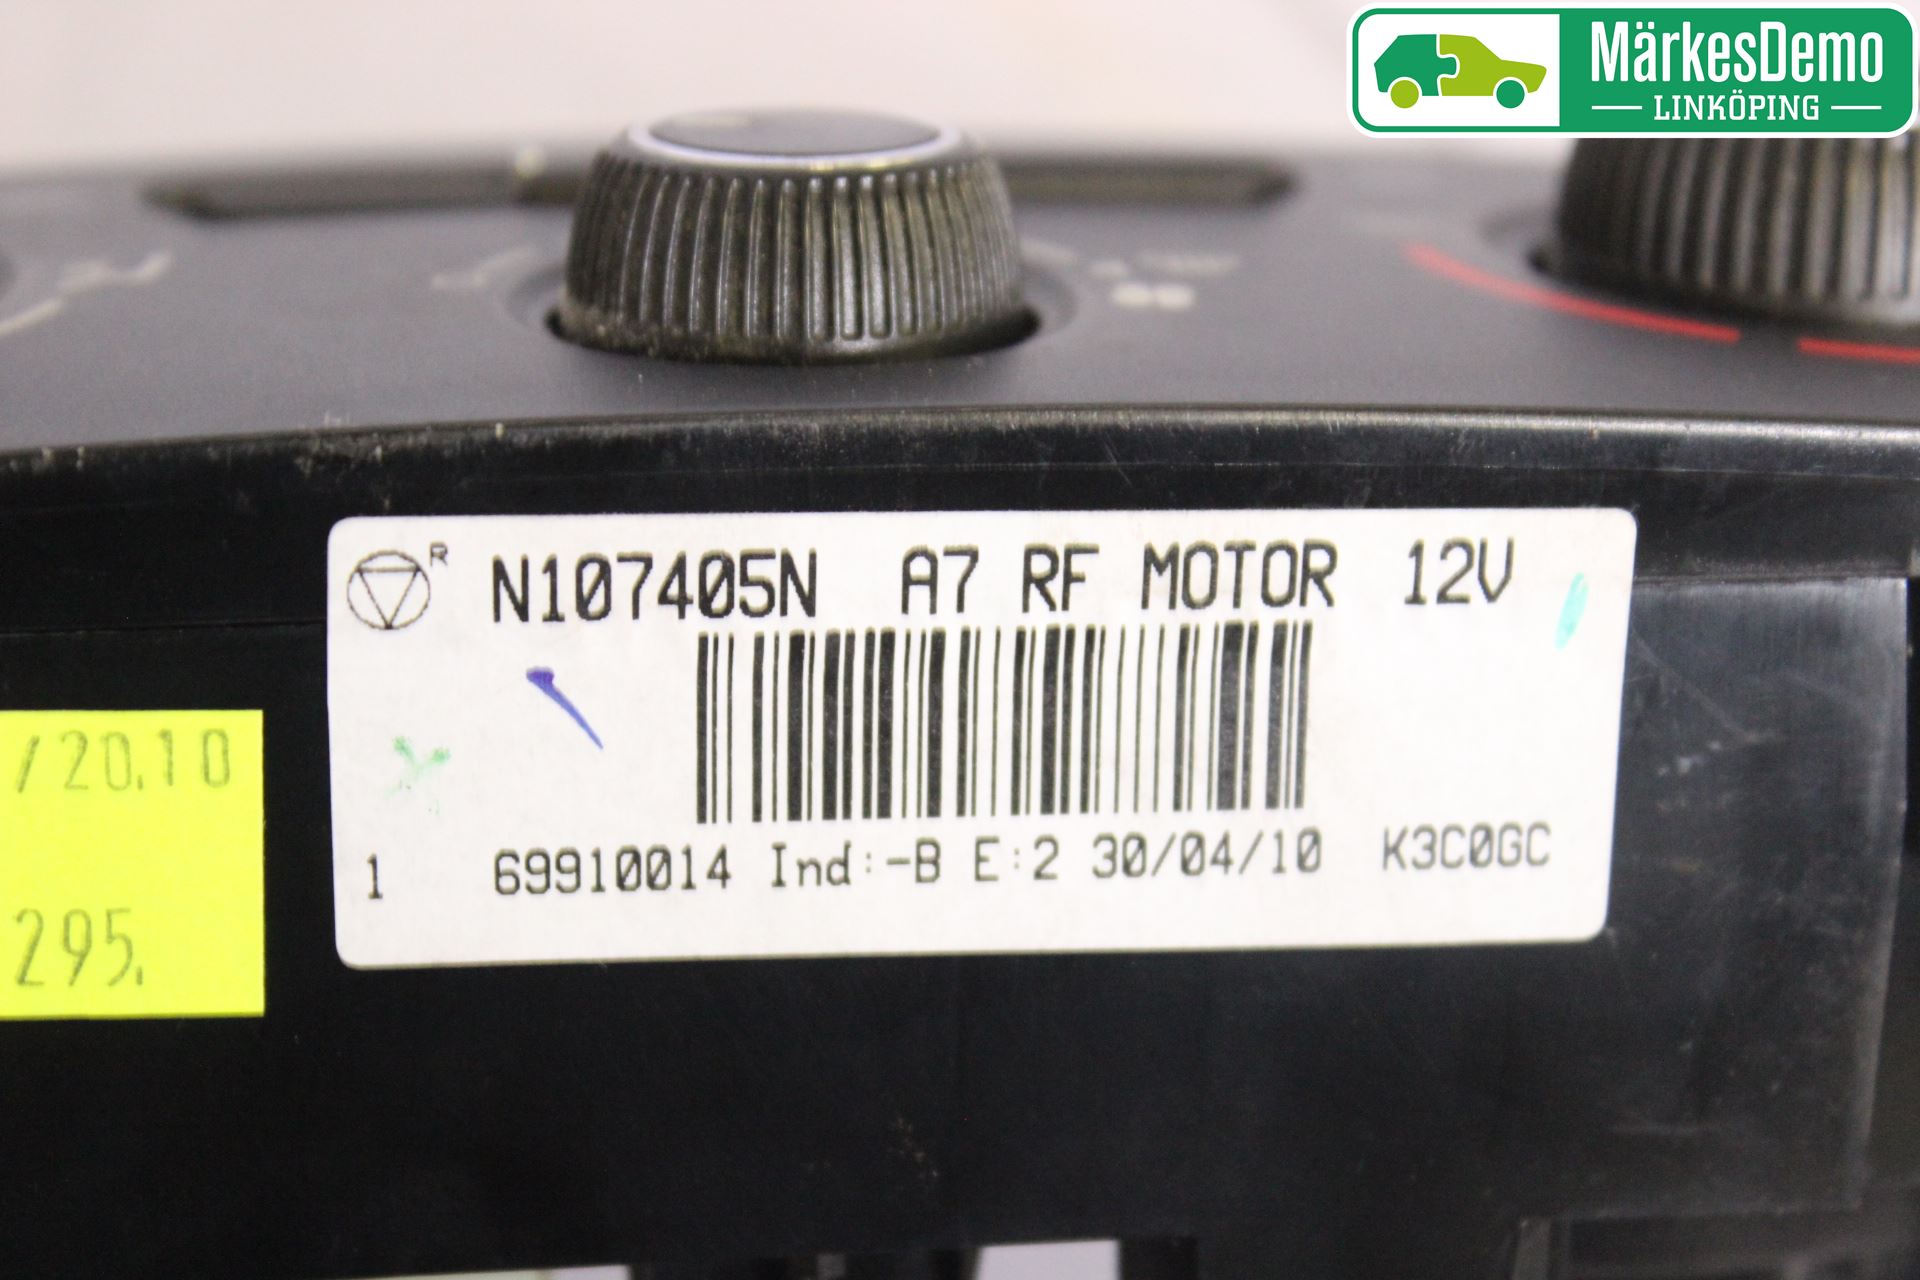 MärkesDemo
LINKÖPING
R N107405N A7 RF MOTOR 12V
1 69910014 Ind:-B E:2 30/04/10 K3C0GC
/20.10
295.